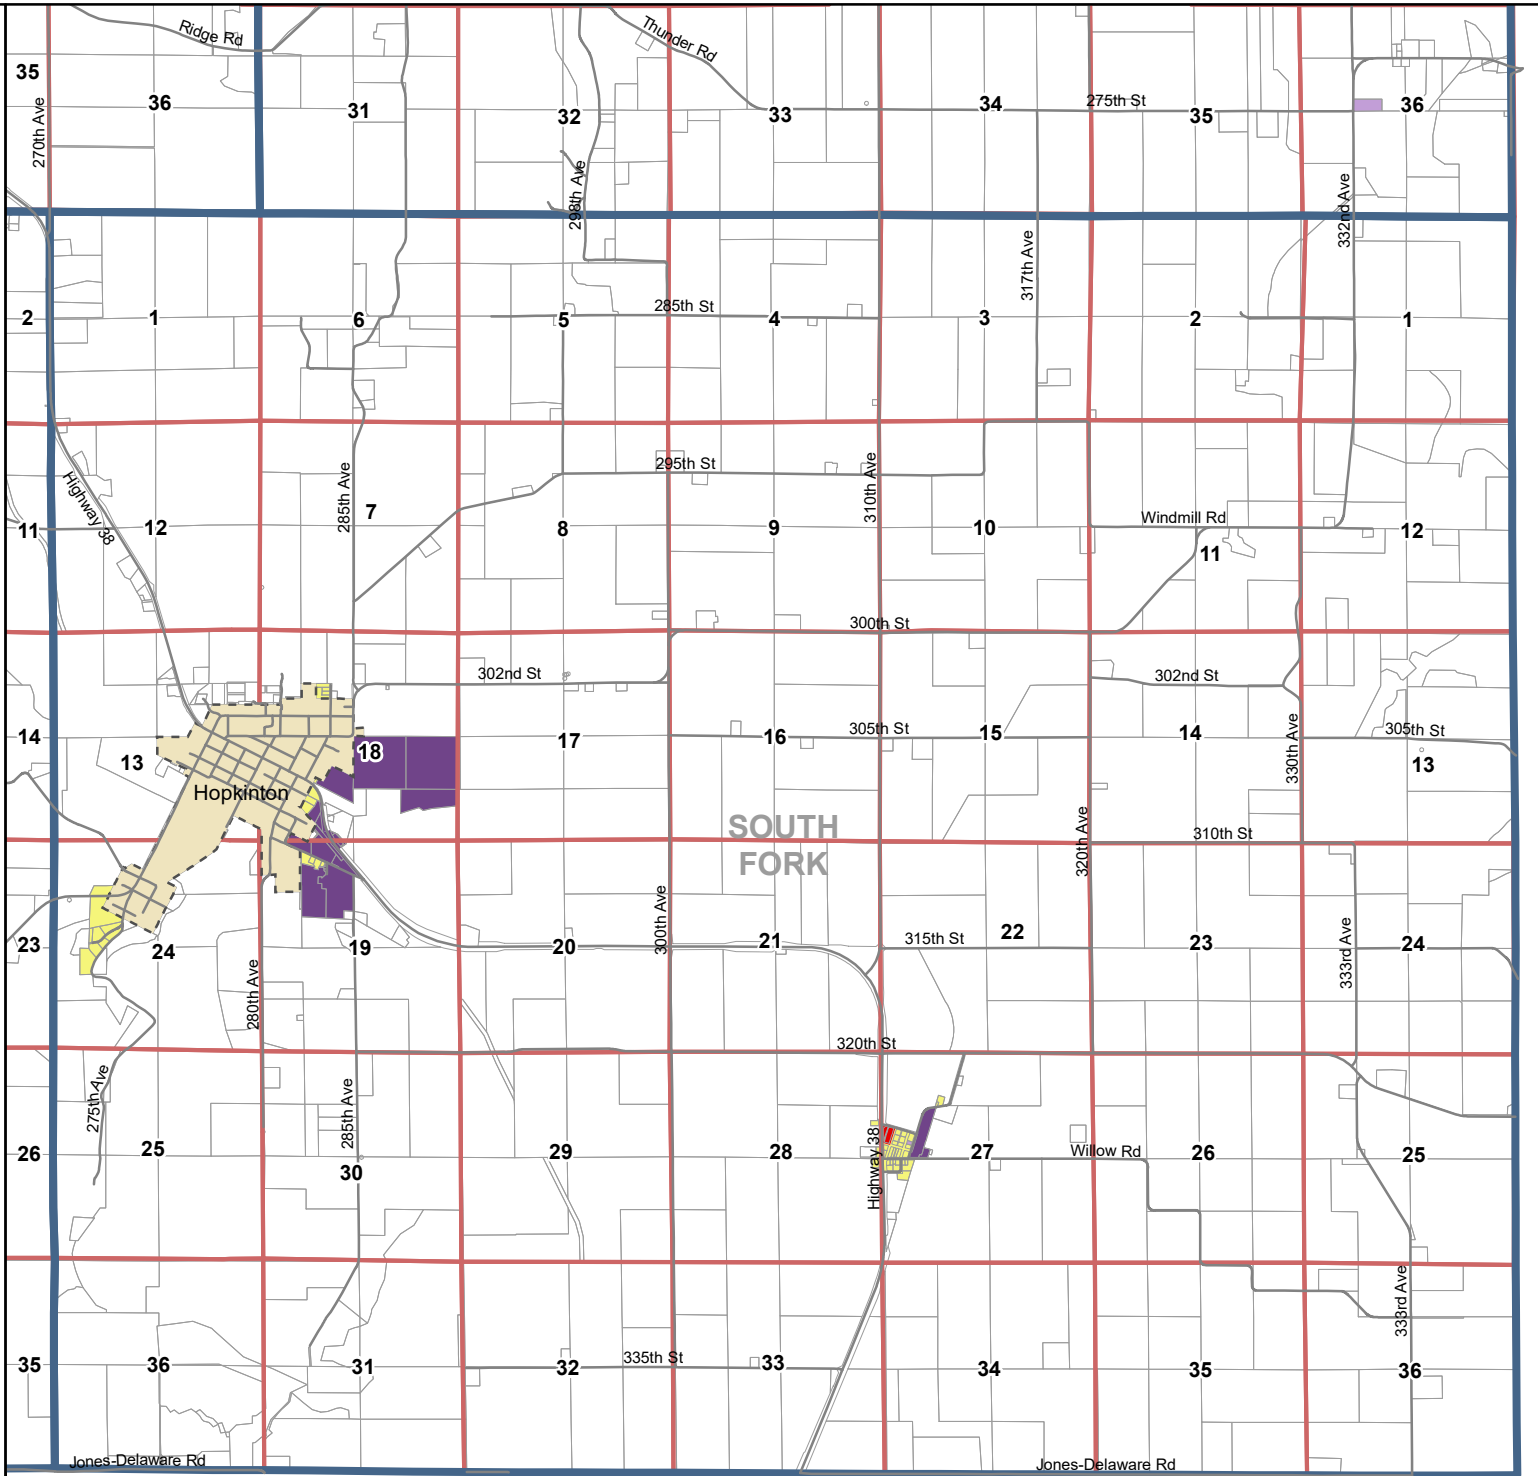 Ridge Rd
Thunder Rd
35
270th Ave
36
31
32
33
34
275th St
35
36
298th Ave
332nd Ave
317th Ave
2
1
6
5
285th St
4
3
2
1
Highway 38
285th Ave
295th St
310th Ave
7
11
12
8
9
10
Windmill Rd
11
12
300th St
302nd St
302nd St
14
13
18
17
16
305th St
15
14
330th Ave
305th St
13
Hopkinton
SOUTH
FORK
320th Ave
310th St
23
24
280th Ave
19
20
300th Ave
21
315th St
22
23
333rd Ave
24
320th St
275th Ave
285th Ave
26
25
30
29
28
Highway 38
27
Willow Rd
26
25
333rd Ave
35
36
31
32
335th St
33
34
35
36
Jones-Delaware Rd
Jones-Delaware Rd